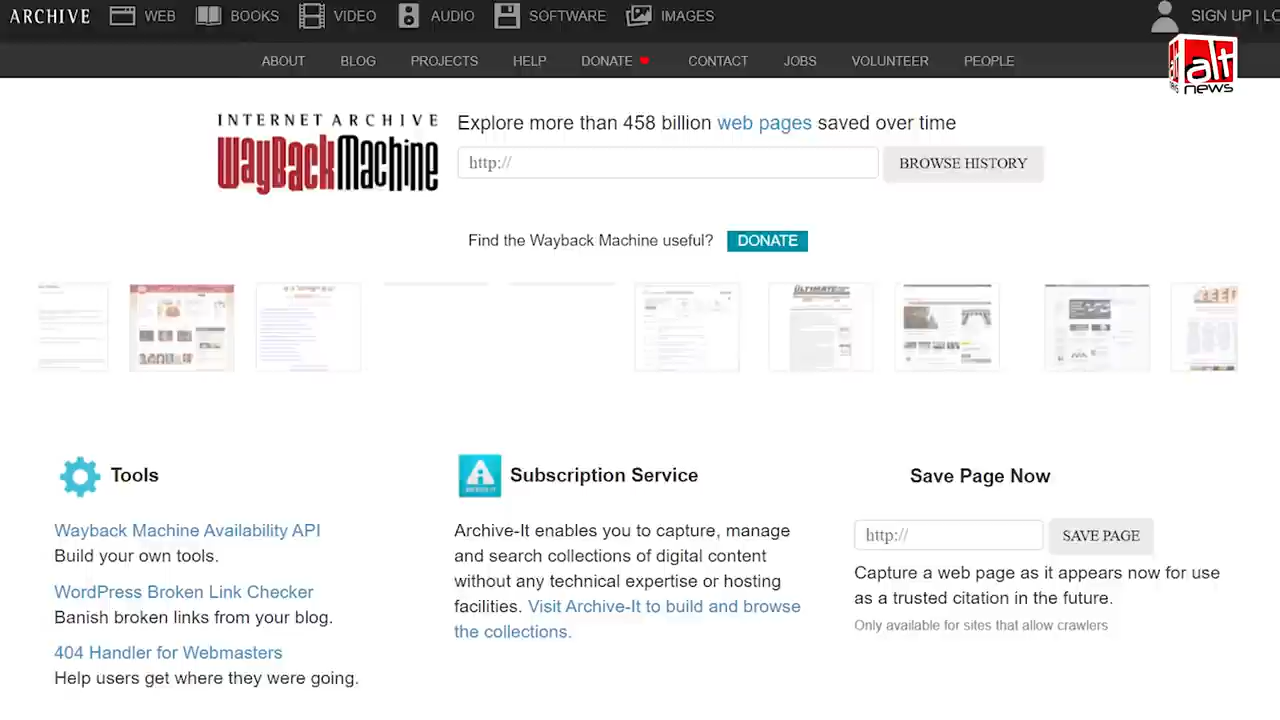 ARCHIVE WEB BOOKS VIDEO AUDIO SOFTWARE IMAGES SIGN UP | LO
ABOUT BLOG PROJECTS HELP DONATE CONTACT JOBS VOLUNTEER PEOPLE
alt
news
INTERNET ARCHIVE
WayBackMachine
Explore more than 458 billion web pages saved over time
http://
BROWSE HISTORY
Find the Wayback Machine useful? DONATE
ULTIMATE
Tools
Wayback Machine Availability API
Build your own tools.
WordPress Broken Link Checker
Banish broken links from your blog.
404 Handler for Webmasters
Help users get where they were going.
ARCHIVE-IT
Subscription Service
Archive-It enables you to capture, manage
and search collections of digital content
without any technical expertise or hosting
facilities. Visit Archive-It to build and browse
the collections.
Save Page Now
http://
SAVE PAGE
Capture a web page as it appears now for use
as a trusted citation in the future.
Only available for sites that allow crawlers